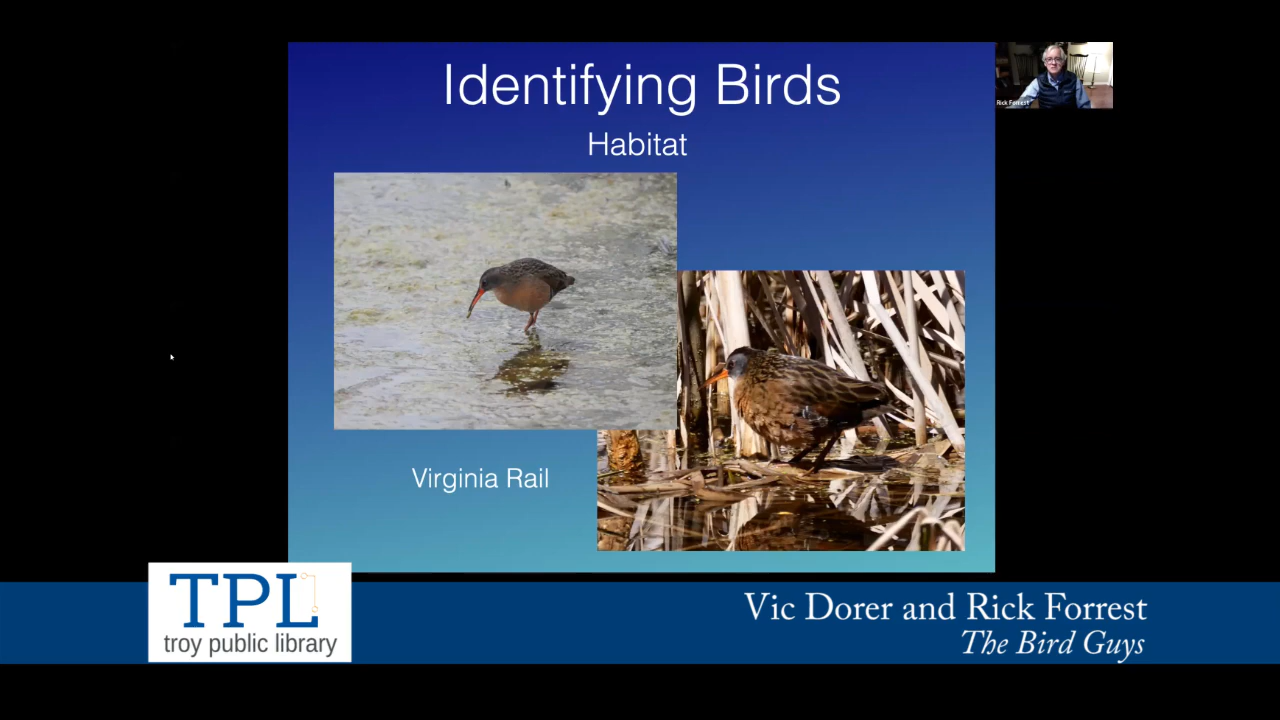 Identifying Birds
Habitat
Rick Forrest
Virginia Rail
TPL
troy public library
Vic Dorer and Rick Forrest
The Bird Guys